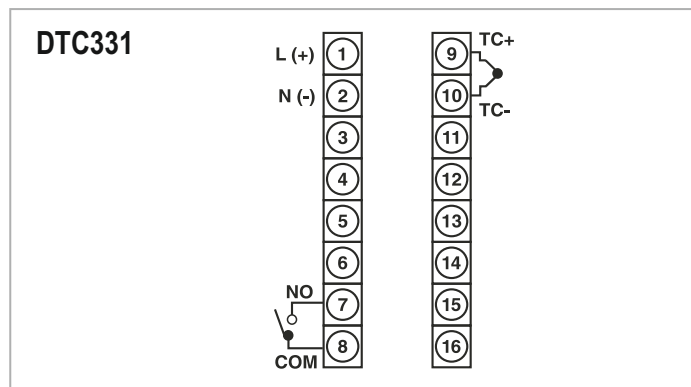 DTC331
L (+) 1 9 TC+
N (-) 2 10 TC-
3 11
4 12
5 13
6 14
NO 7 15
COM 8 16